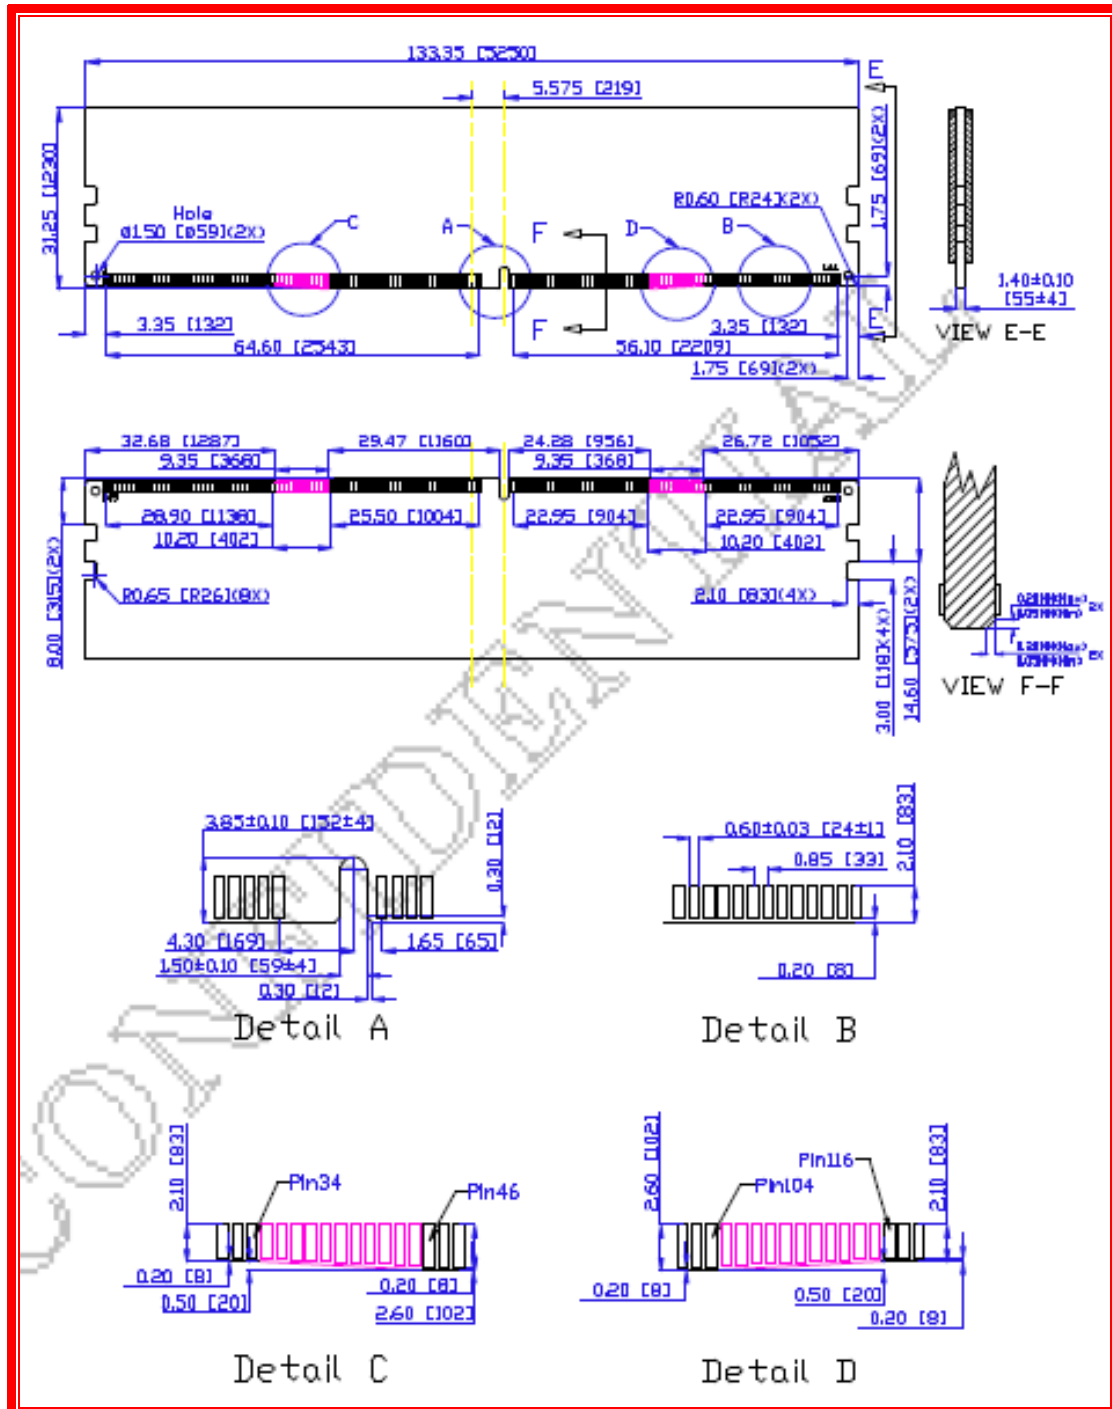 133.35 [5250]
5.575 [219]
E
31.25 [1230]
1.75 [69](2X)
Hole
ø1.50 [ø59](2X)
C
A
F
D
B
R0.60 [R24](2X)
1.40±0.10
[55±4]
VIEW E-E
3.35 [132]
F
3.35 [132]
E
64.60 [2543]
56.10 [2209]
1.75 [69](2X)
32.68 [1287]
29.47 [1160]
24.28 [956]
26.72 [1052]
9.35 [368]
9.35 [368]
28.90 [1138]
25.50 [1004]
22.95 [904]
22.95 [904]
10.20 [402]
10.20 [402]
8.00 [315](2X)
R0.65 [R26](8X)
2.10 [83](4X)
3.00 [118](4X)
14.60 [575](2X)
2X
2X
VIEW F-F
CONFIDENTIAL
3.85±0.10 [152±4]
0.30 [12]
4.30 [169]
1.65 [65]
1.50±0.10 [59±4]
0.30 [12]
Detail A
0.60±0.03 [24±1]
0.85 [33]
2.10 [83]
0.20 [8]
Detail B
2.10 [83]
Pin34
Pin46
0.20 [8]
0.50 [20]
0.20 [8]
2.60 [102]
Detail C
2.60 [102]
Pin116
Pin104
2.10 [83]
0.20 [8]
0.50 [20]
0.20 [8]
Detail D